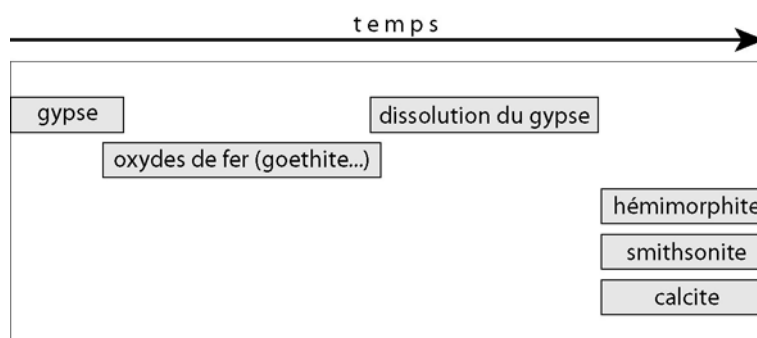 temps
gypse
dissolution du gypse
oxydes de fer (goethite...)
hémimorphite
smithsonite
calcite